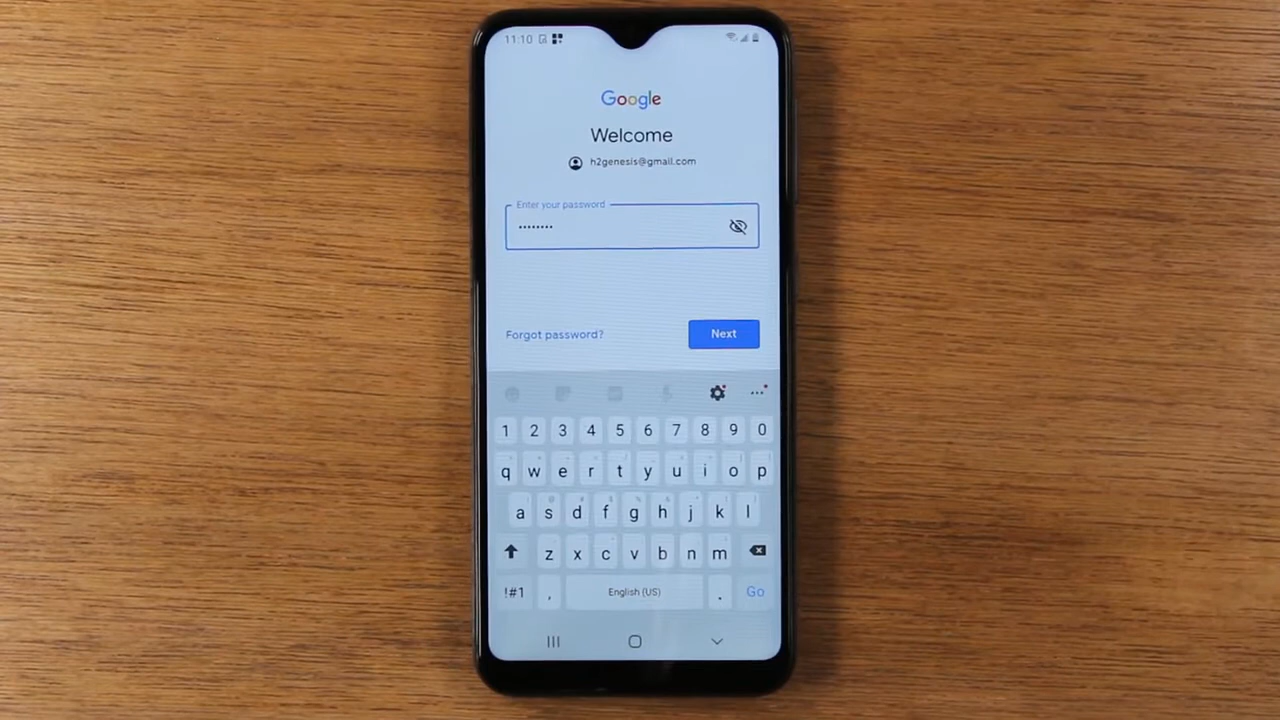 11:10
Google
Welcome
h2genesis@gmail.com
Enter your password
••••••••
Forgot password?
Next
1 2 3 4 5 6 7 8 9 0
q w e r t y u i o p
a s d f g h j k l
z x c v b n m
!#1 , English (US) . Go